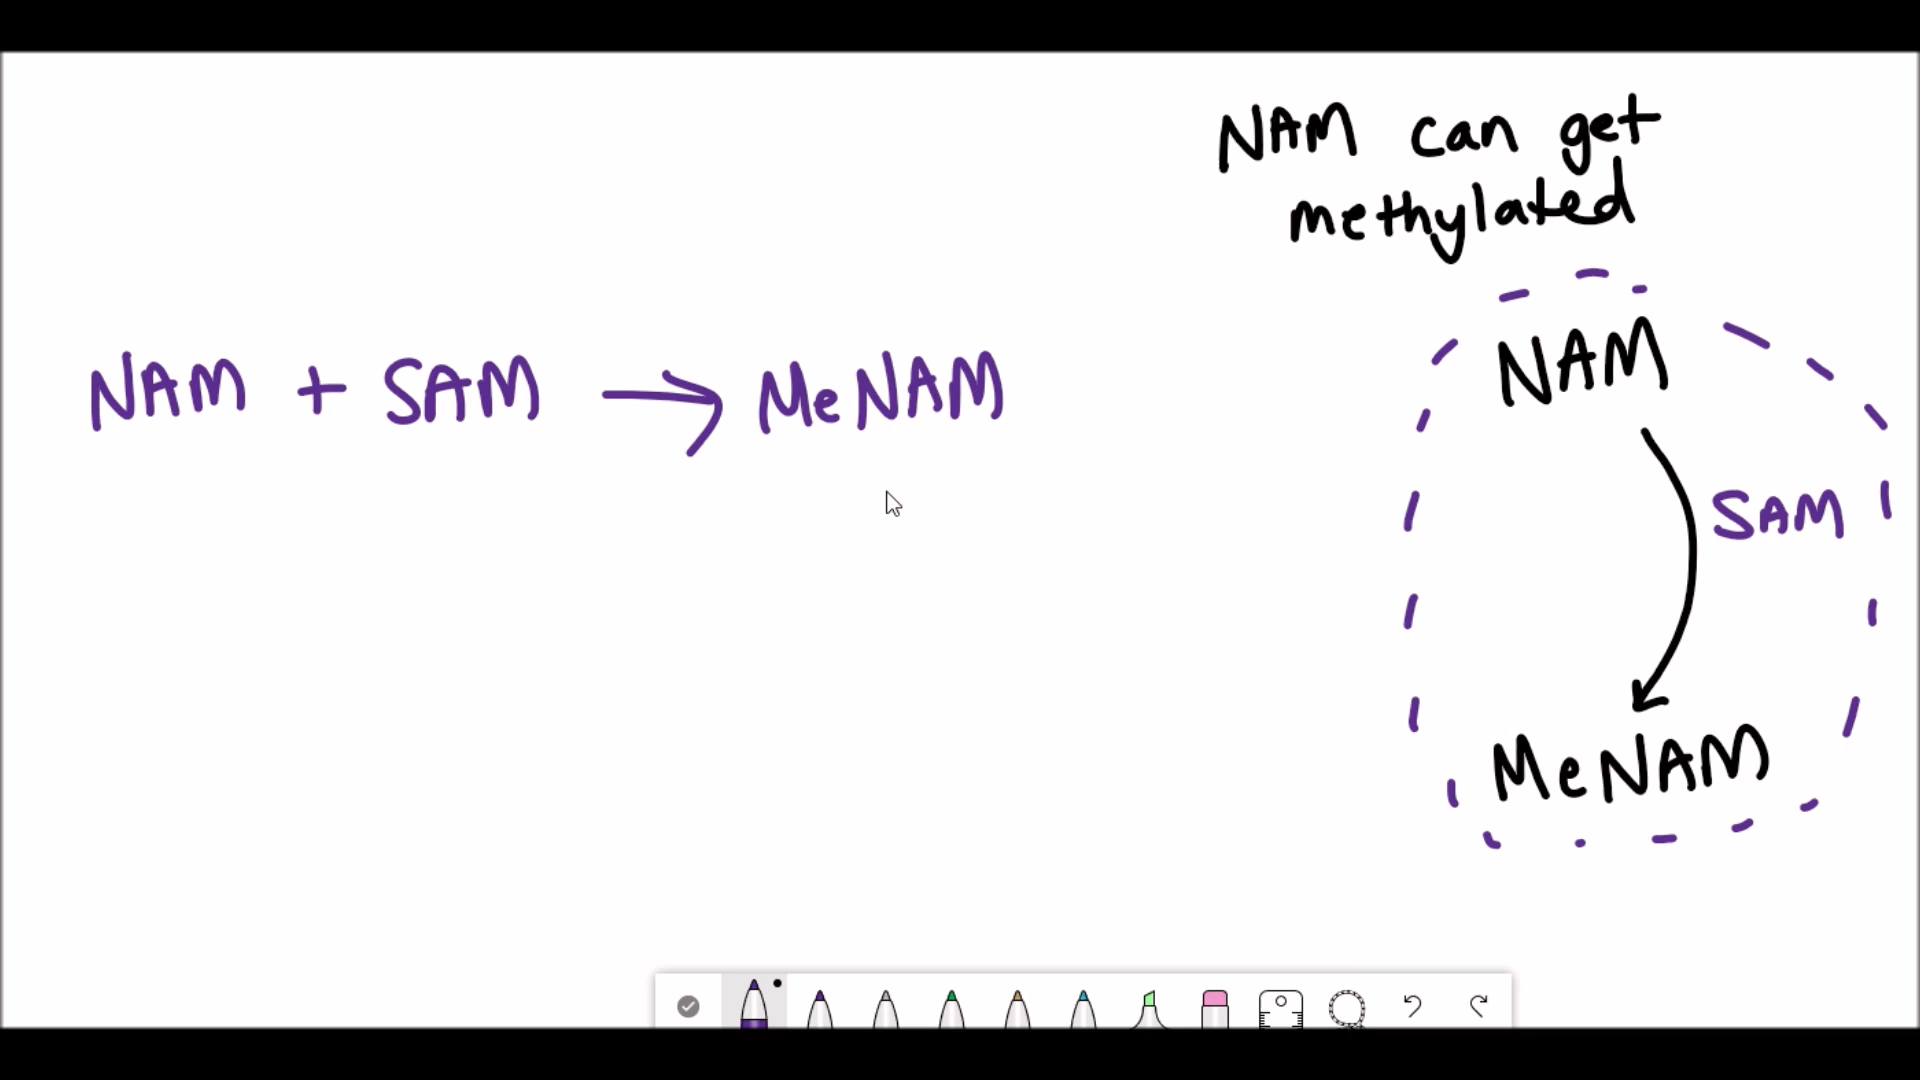 NAM can get
methylated
NAM + SAM → MeNAM
NAM
SAM
MeNAM